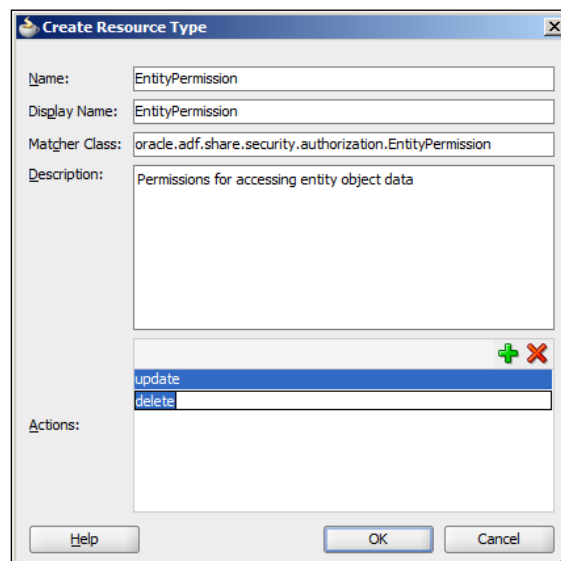 Create Resource Type
Name: EntityPermission
Display Name: EntityPermission
Matcher Class: oracle.adf.share.security.authorization.EntityPermission
Description: Permissions for accessing entity object data
update
delete
Actions:
Help OK Cancel